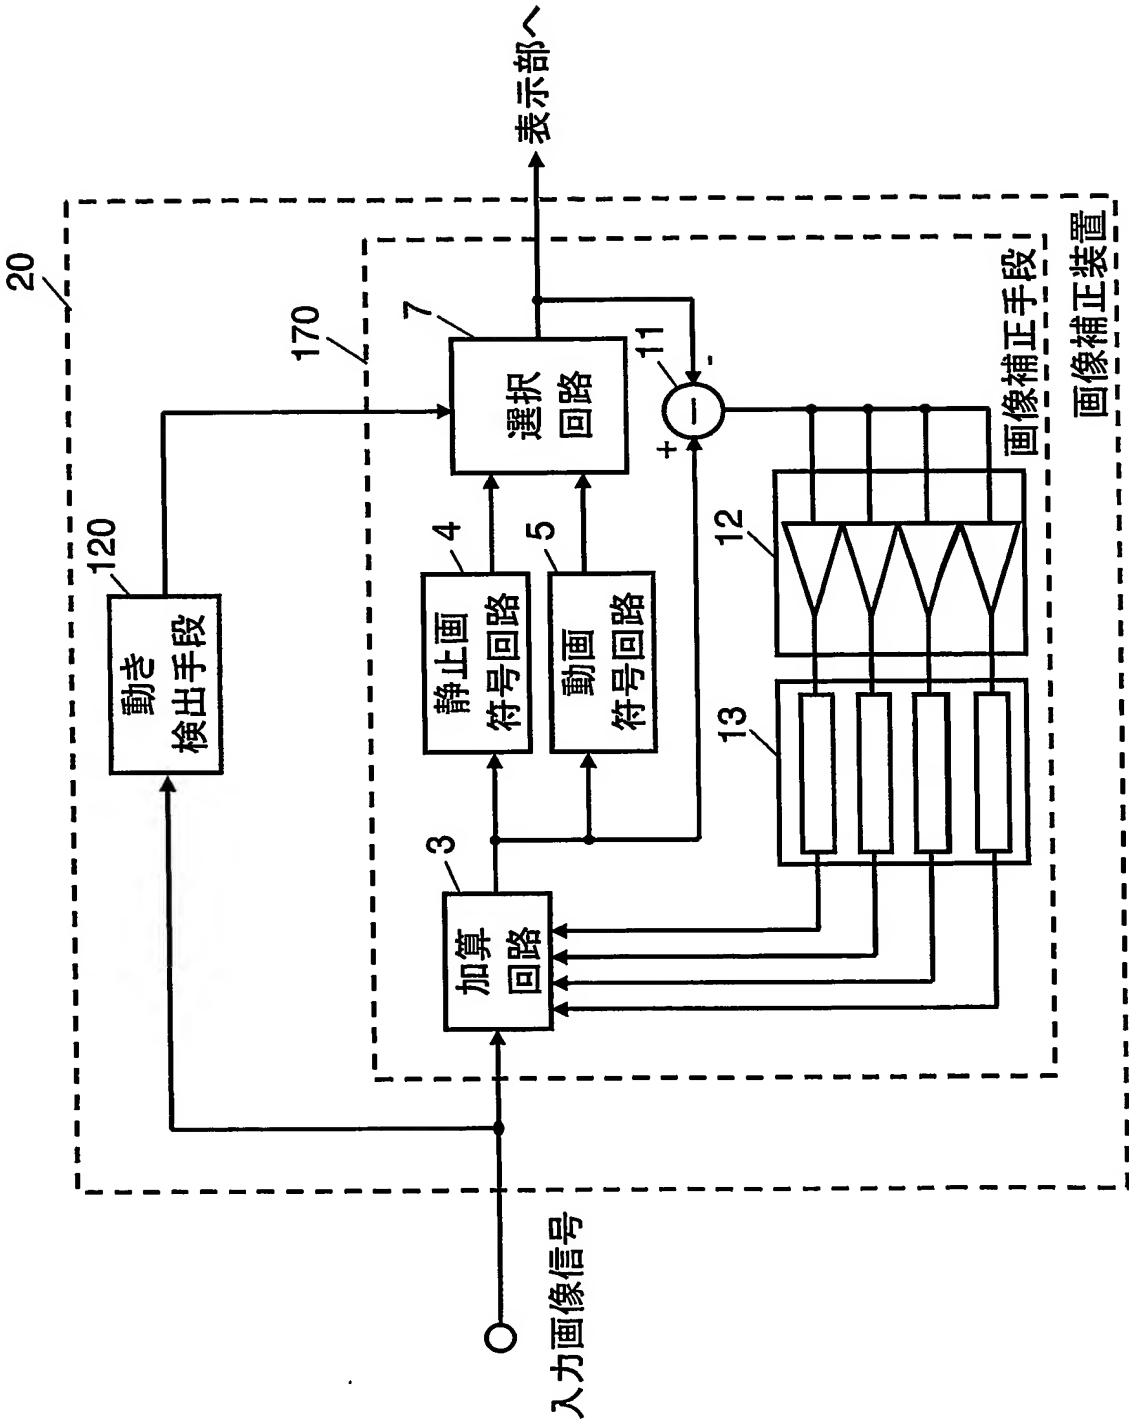 20
120
動き
検出手段
170
3
加算
回路
4
静止画
符号回路
5
動画
符号回路
7
選択
回路
表示部へ
入力画像信号
+
11
-
12
13
画像補正手段
画像補正装置